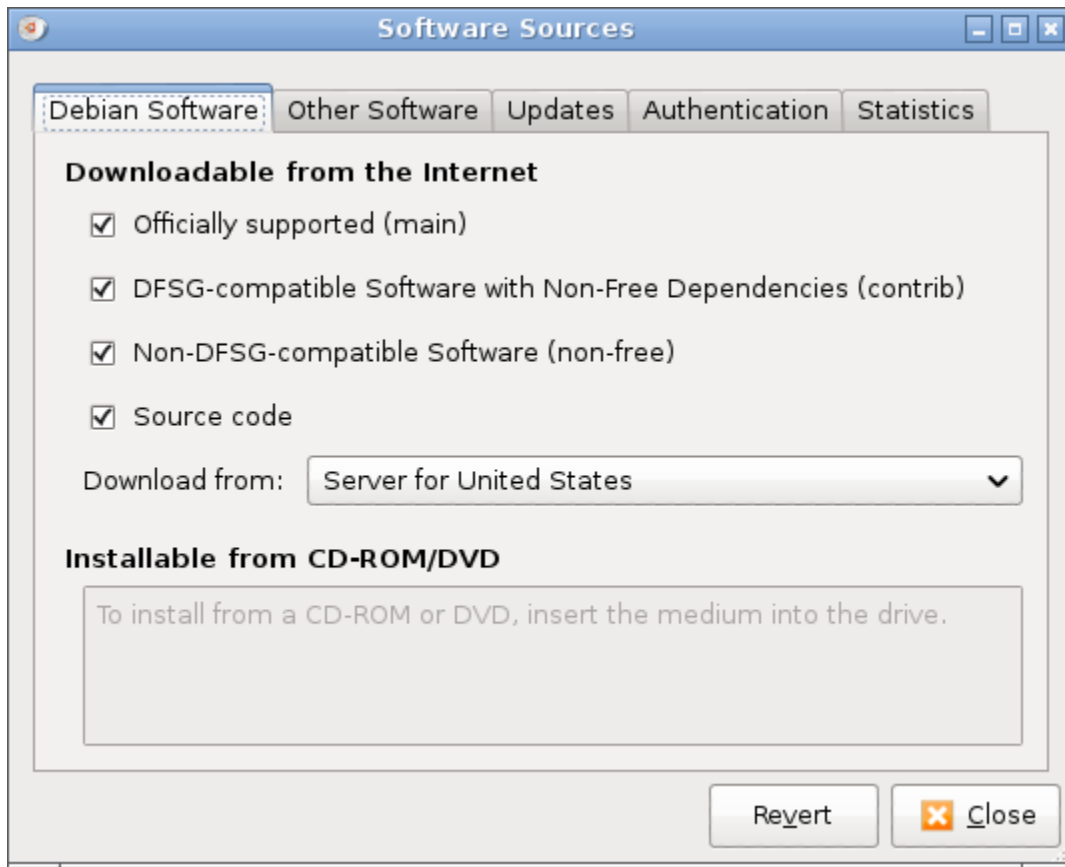 Software Sources
Debian Software Other Software Updates Authentication Statistics
Downloadable from the Internet
Officially supported (main)
DFSG-compatible Software with Non-Free Dependencies (contrib)
Non-DFSG-compatible Software (non-free)
Source code
Download from: Server for United States
Installable from CD-ROM/DVD
To install from a CD-ROM or DVD, insert the medium into the drive.
Revert Close